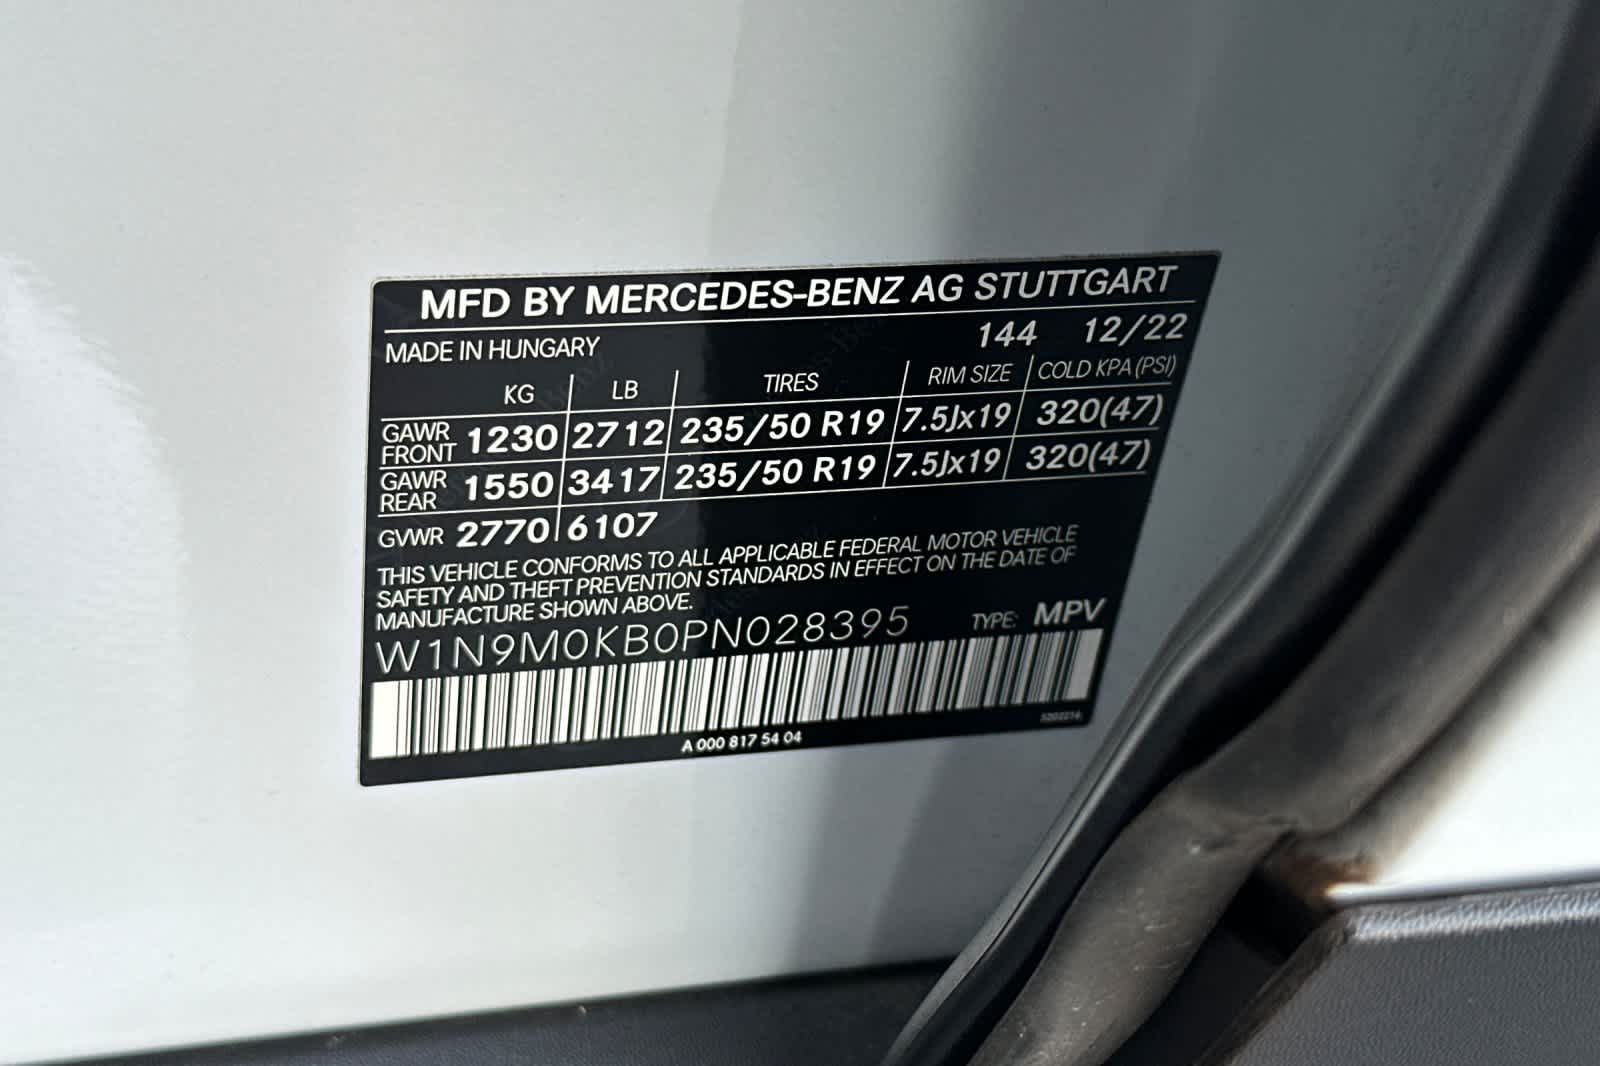 MFD BY MERCEDES-BENZ AG STUTTGART
MADE IN HUNGARY 144 12/22
KG LB TIRES RIM SIZE COLD KPA (PSI)
GAWR FRONT 1230 2712 235/50 R19 7.5Jx19 320(47)
GAWR REAR 1550 3417 235/50 R19 7.5Jx19 320(47)
GVWR 2770 6107
THIS VEHICLE CONFORMS TO ALL APPLICABLE FEDERAL MOTOR VEHICLE
SAFETY AND THEFT PREVENTION STANDARDS IN EFFECT ON THE DATE OF
MANUFACTURE SHOWN ABOVE.
W1N9M0KB0PN028395 TYPE: MPV
A 000 817 54 04